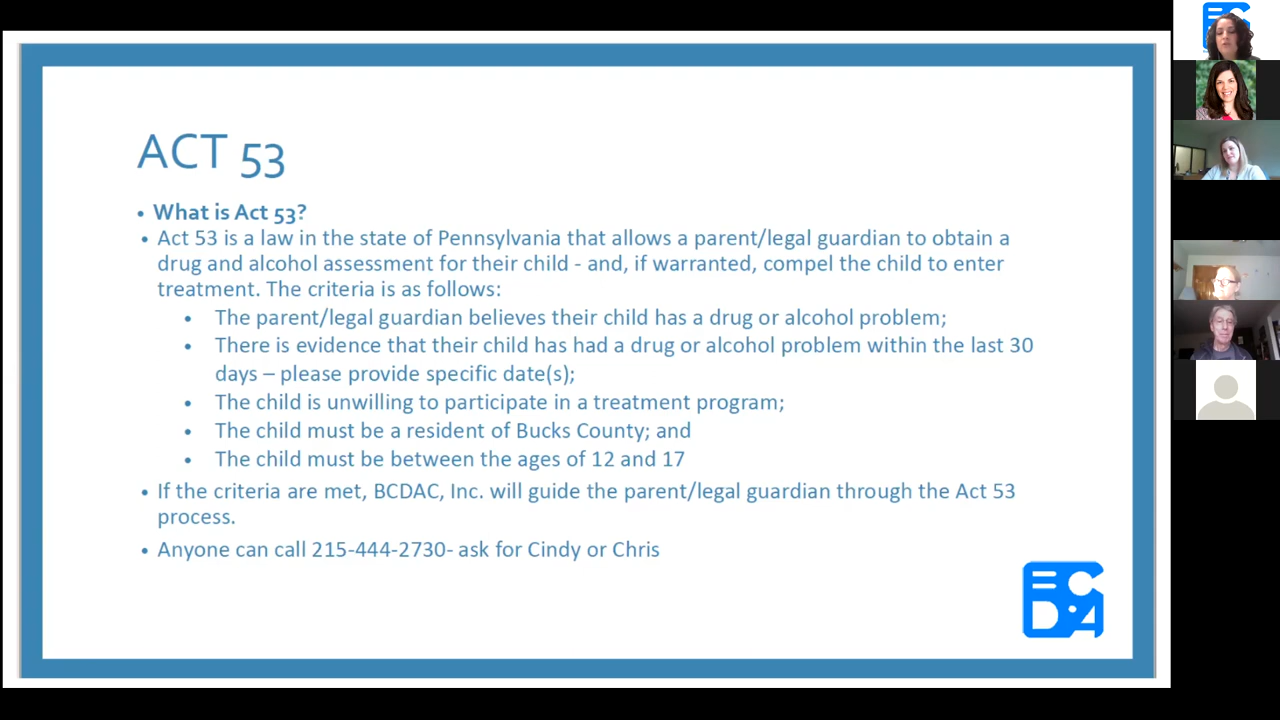 ACT 53
• What is Act 53?
• Act 53 is a law in the state of Pennsylvania that allows a parent/legal guardian to obtain a
drug and alcohol assessment for their child - and, if warranted, compel the child to enter
treatment. The criteria is as follows:
• The parent/legal guardian believes their child has a drug or alcohol problem;
• There is evidence that their child has had a drug or alcohol problem within the last 30
days – please provide specific date(s);
• The child is unwilling to participate in a treatment program;
• The child must be a resident of Bucks County; and
• The child must be between the ages of 12 and 17
• If the criteria are met, BCDAC, Inc. will guide the parent/legal guardian through the Act 53
process.
• Anyone can call 215-444-2730- ask for Cindy or Chris